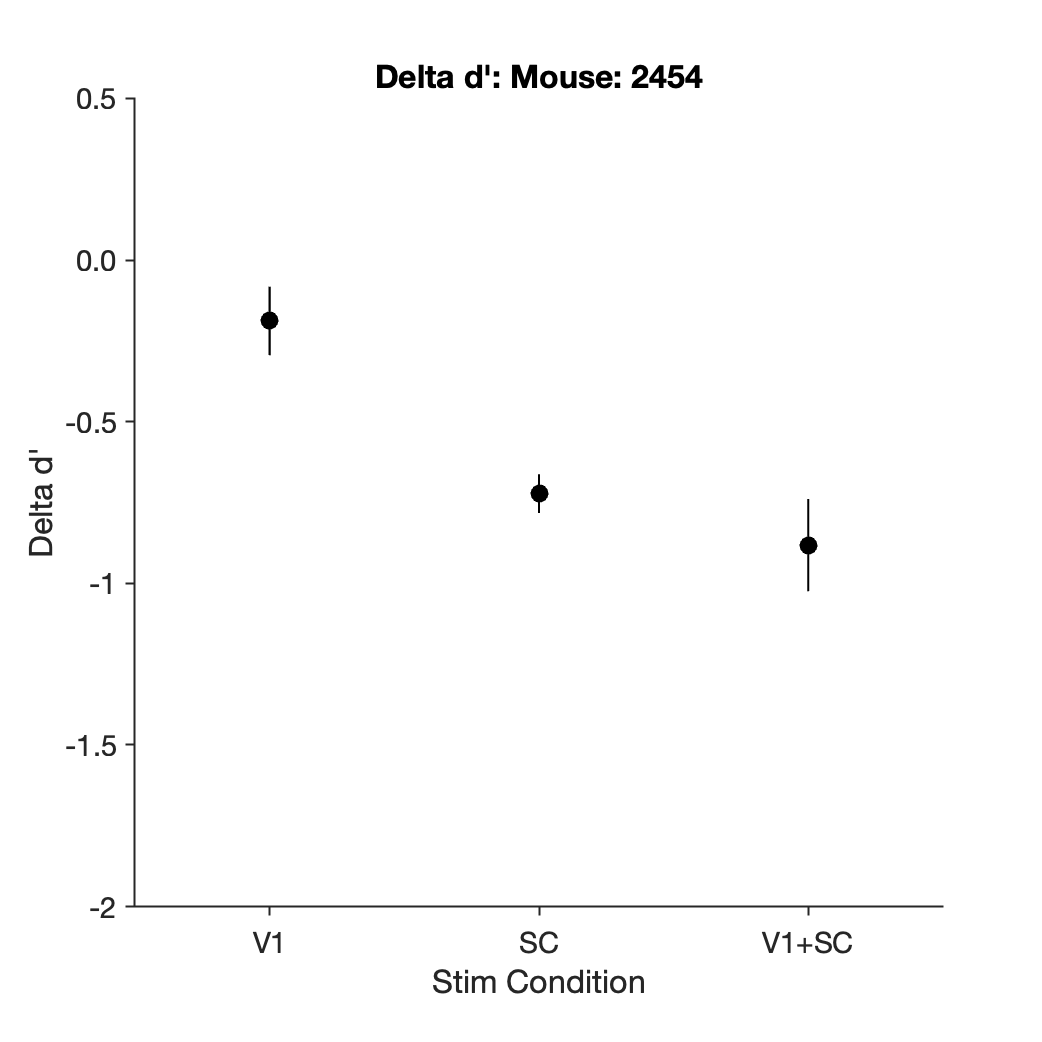 Delta d': Mouse: 2454
0.5
0.0
-0.5
-1
-1.5
-2
Delta d'
V1
SC
V1+SC
Stim Condition